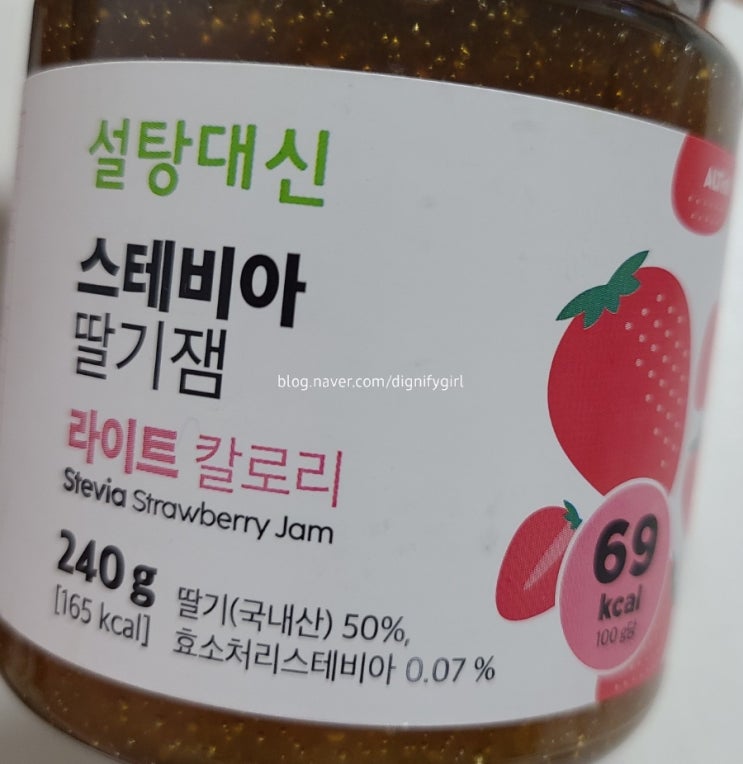 설탕대신
스테비아
딸기잼
blog.naver.com/dignifygirl
라이트 칼로리
Stevia Strawberry Jam
240 g
[165 kcal]
딸기(국내산) 50%,
효소처리스테비아 0.07 %
69
kcal
100 g당